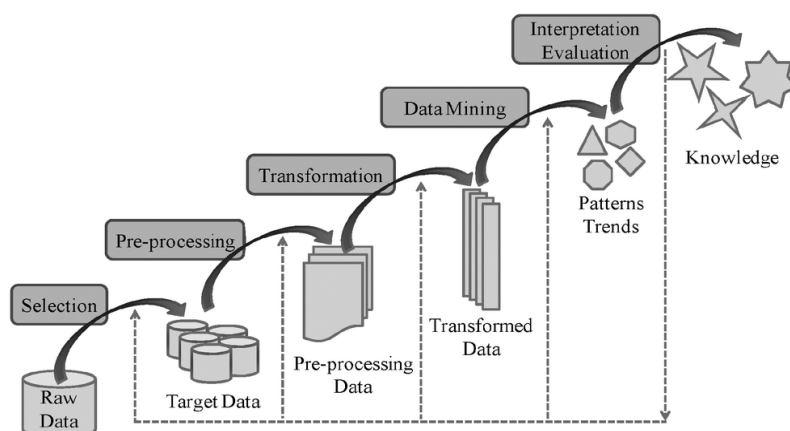 Interpretation
Evaluation
Data Mining
Knowledge
Transformation
Patterns
Trends
Pre-processing
Selection
Transformed
Data
Pre-processing
Data
Raw
Data
Target Data